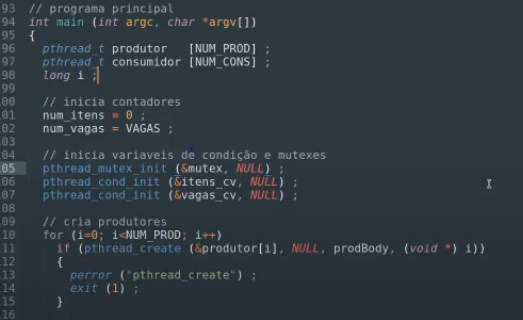 93 // programa principal
94 int main (int argc, char *argv[])
95 {
96 pthread_t produtor [NUM_PROD] ;
97 pthread_t consumidor [NUM_CONS] ;
98 long i ;
99
00 // inicia contadores
01 num_itens = 0 ;
02 num_vagas = VAGAS ;
03
04 // inicia variaveis de condição e mutexes
05 pthread_mutex_init (&mutex, NULL) ;
06 pthread_cond_init (&itens_cv, NULL) ;
07 pthread_cond_init (&vagas_cv, NULL) ;
08
09 // cria produtores
10 for (i=0; i<NUM_PROD; i++)
11 if (pthread_create (&produtor[i], NULL, prodBody, (void *) i))
12 {
13 perror ("pthread_create") ;
14 exit (1) ;
15 }
16